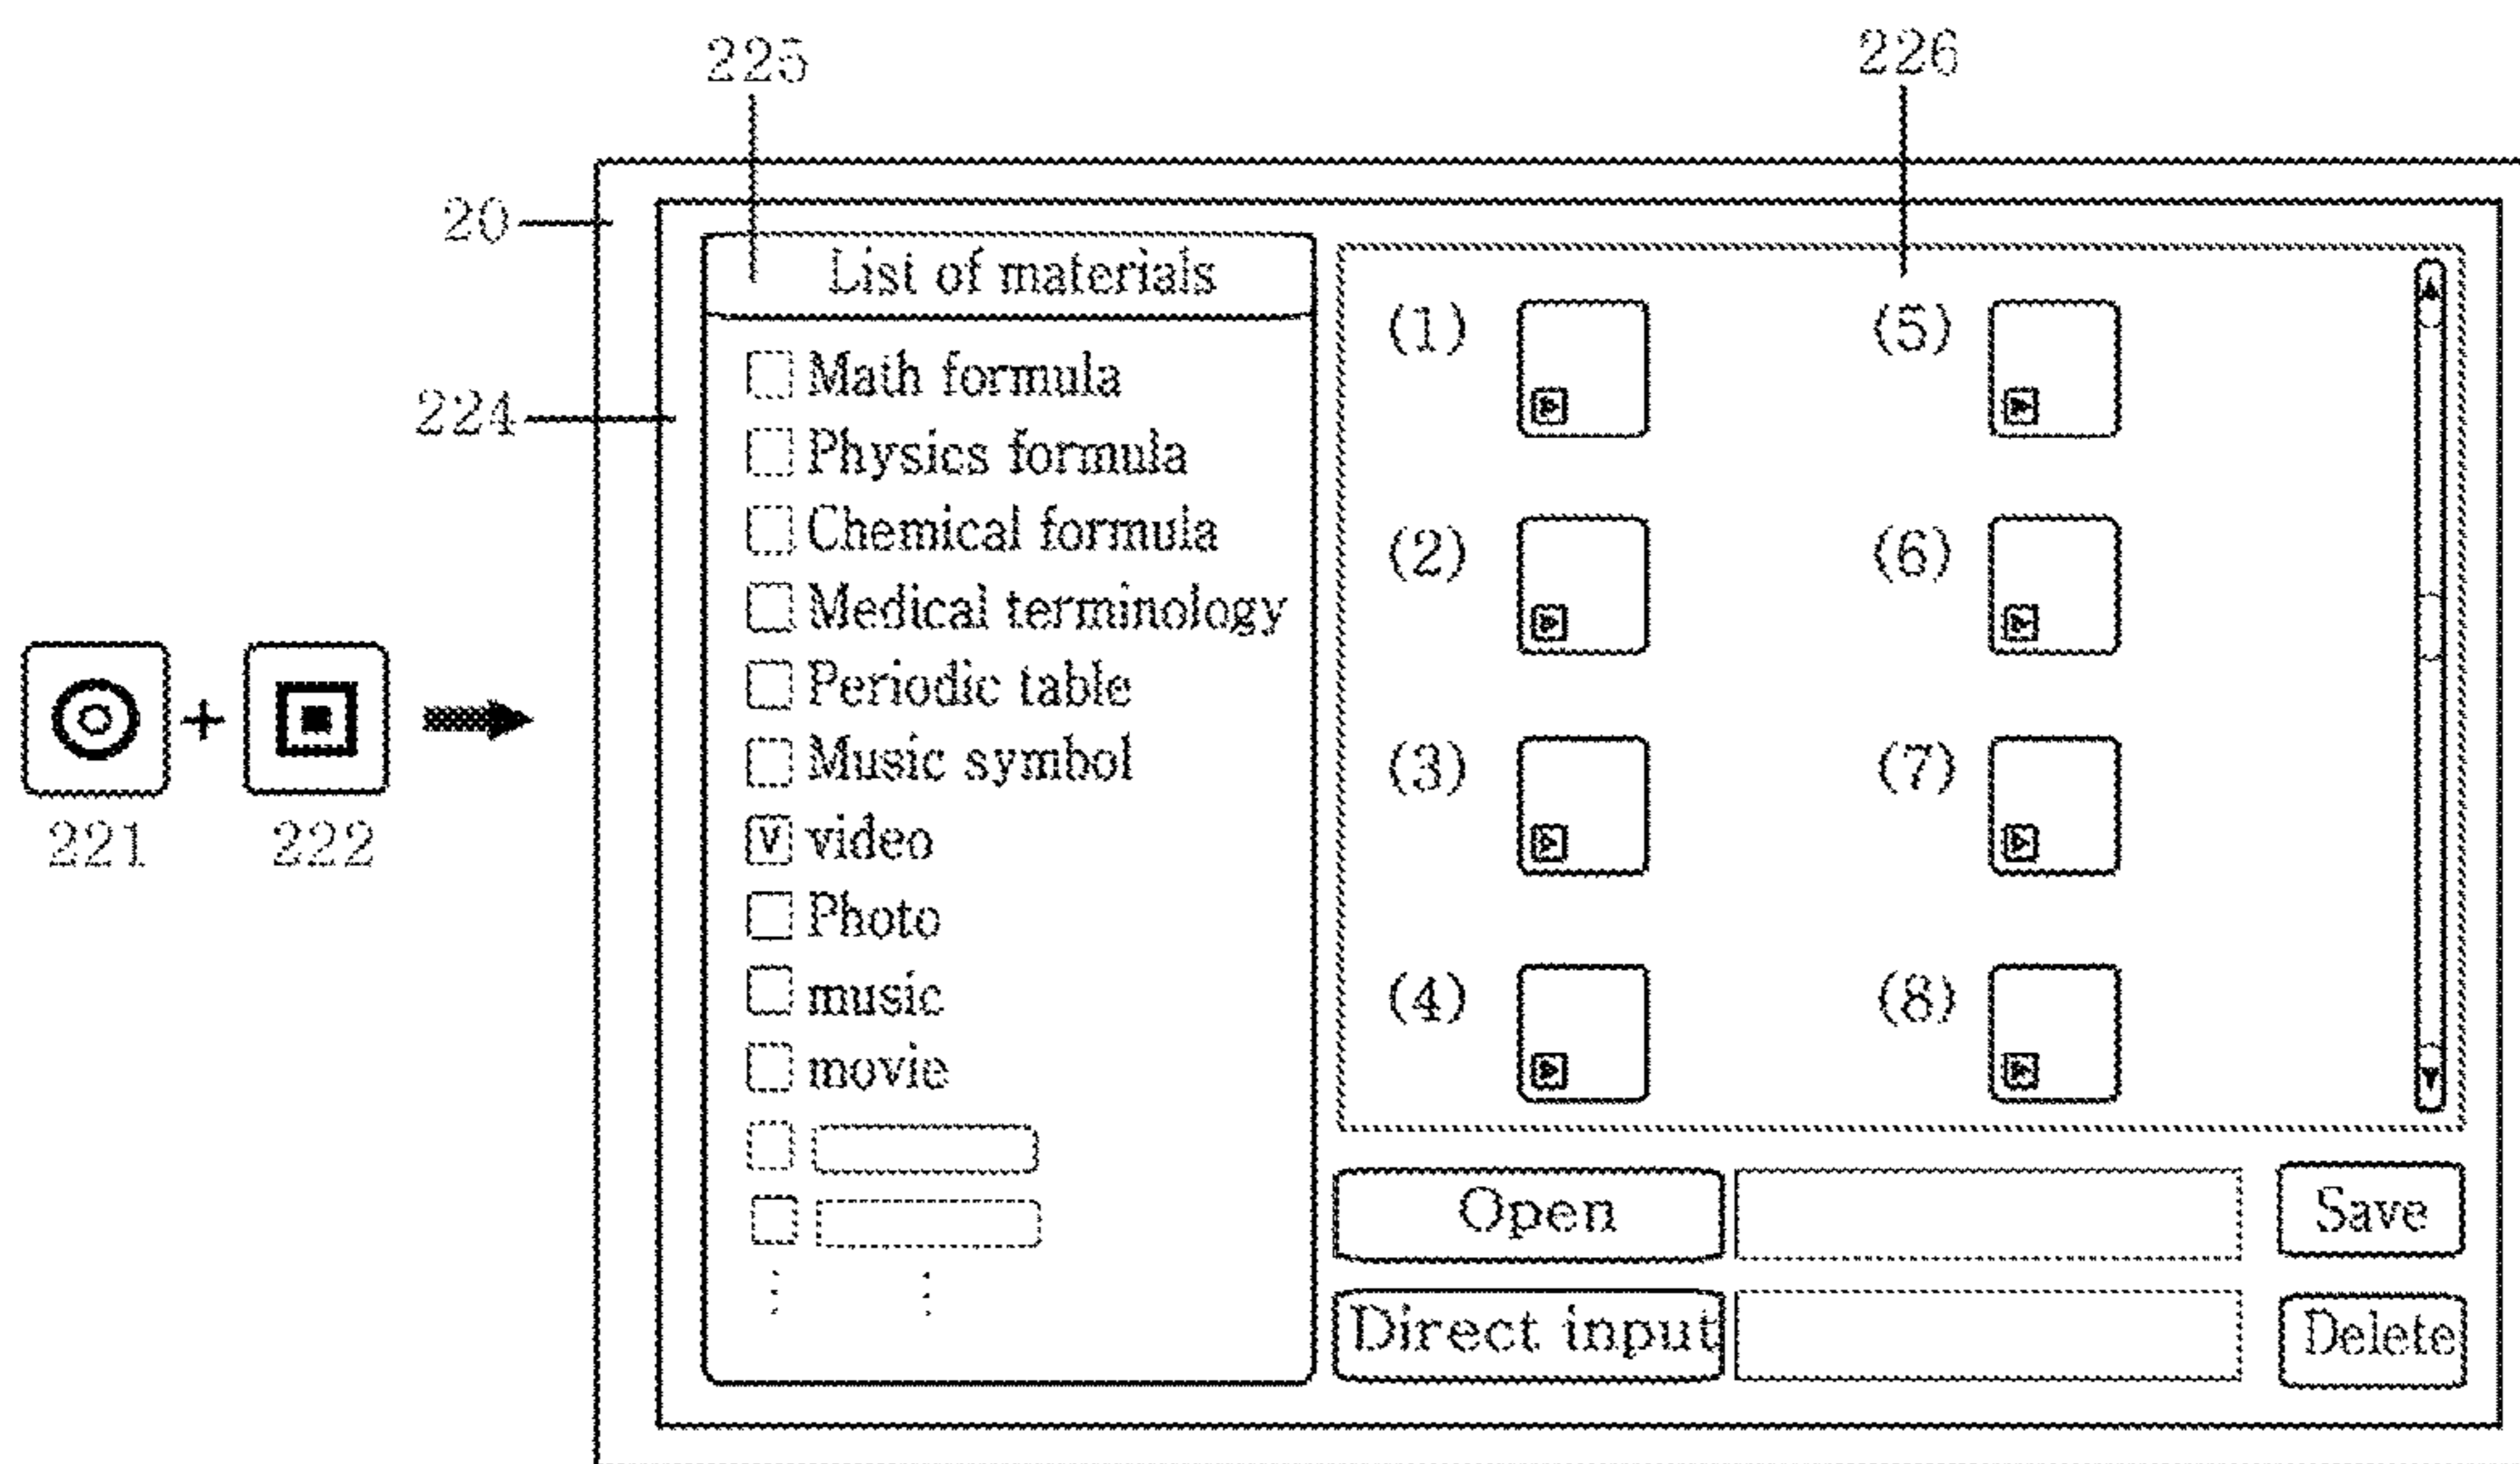 225
226
20
List of materials
224
Math formula
Physics formula
Chemical formula
Medical terminology
Periodic table
Music symbol
V video
Photo
music
movie
221
+
222
(1)
(5)
(2)
(6)
(3)
(7)
(4)
(8)
Open
Save
Direct input
Delete